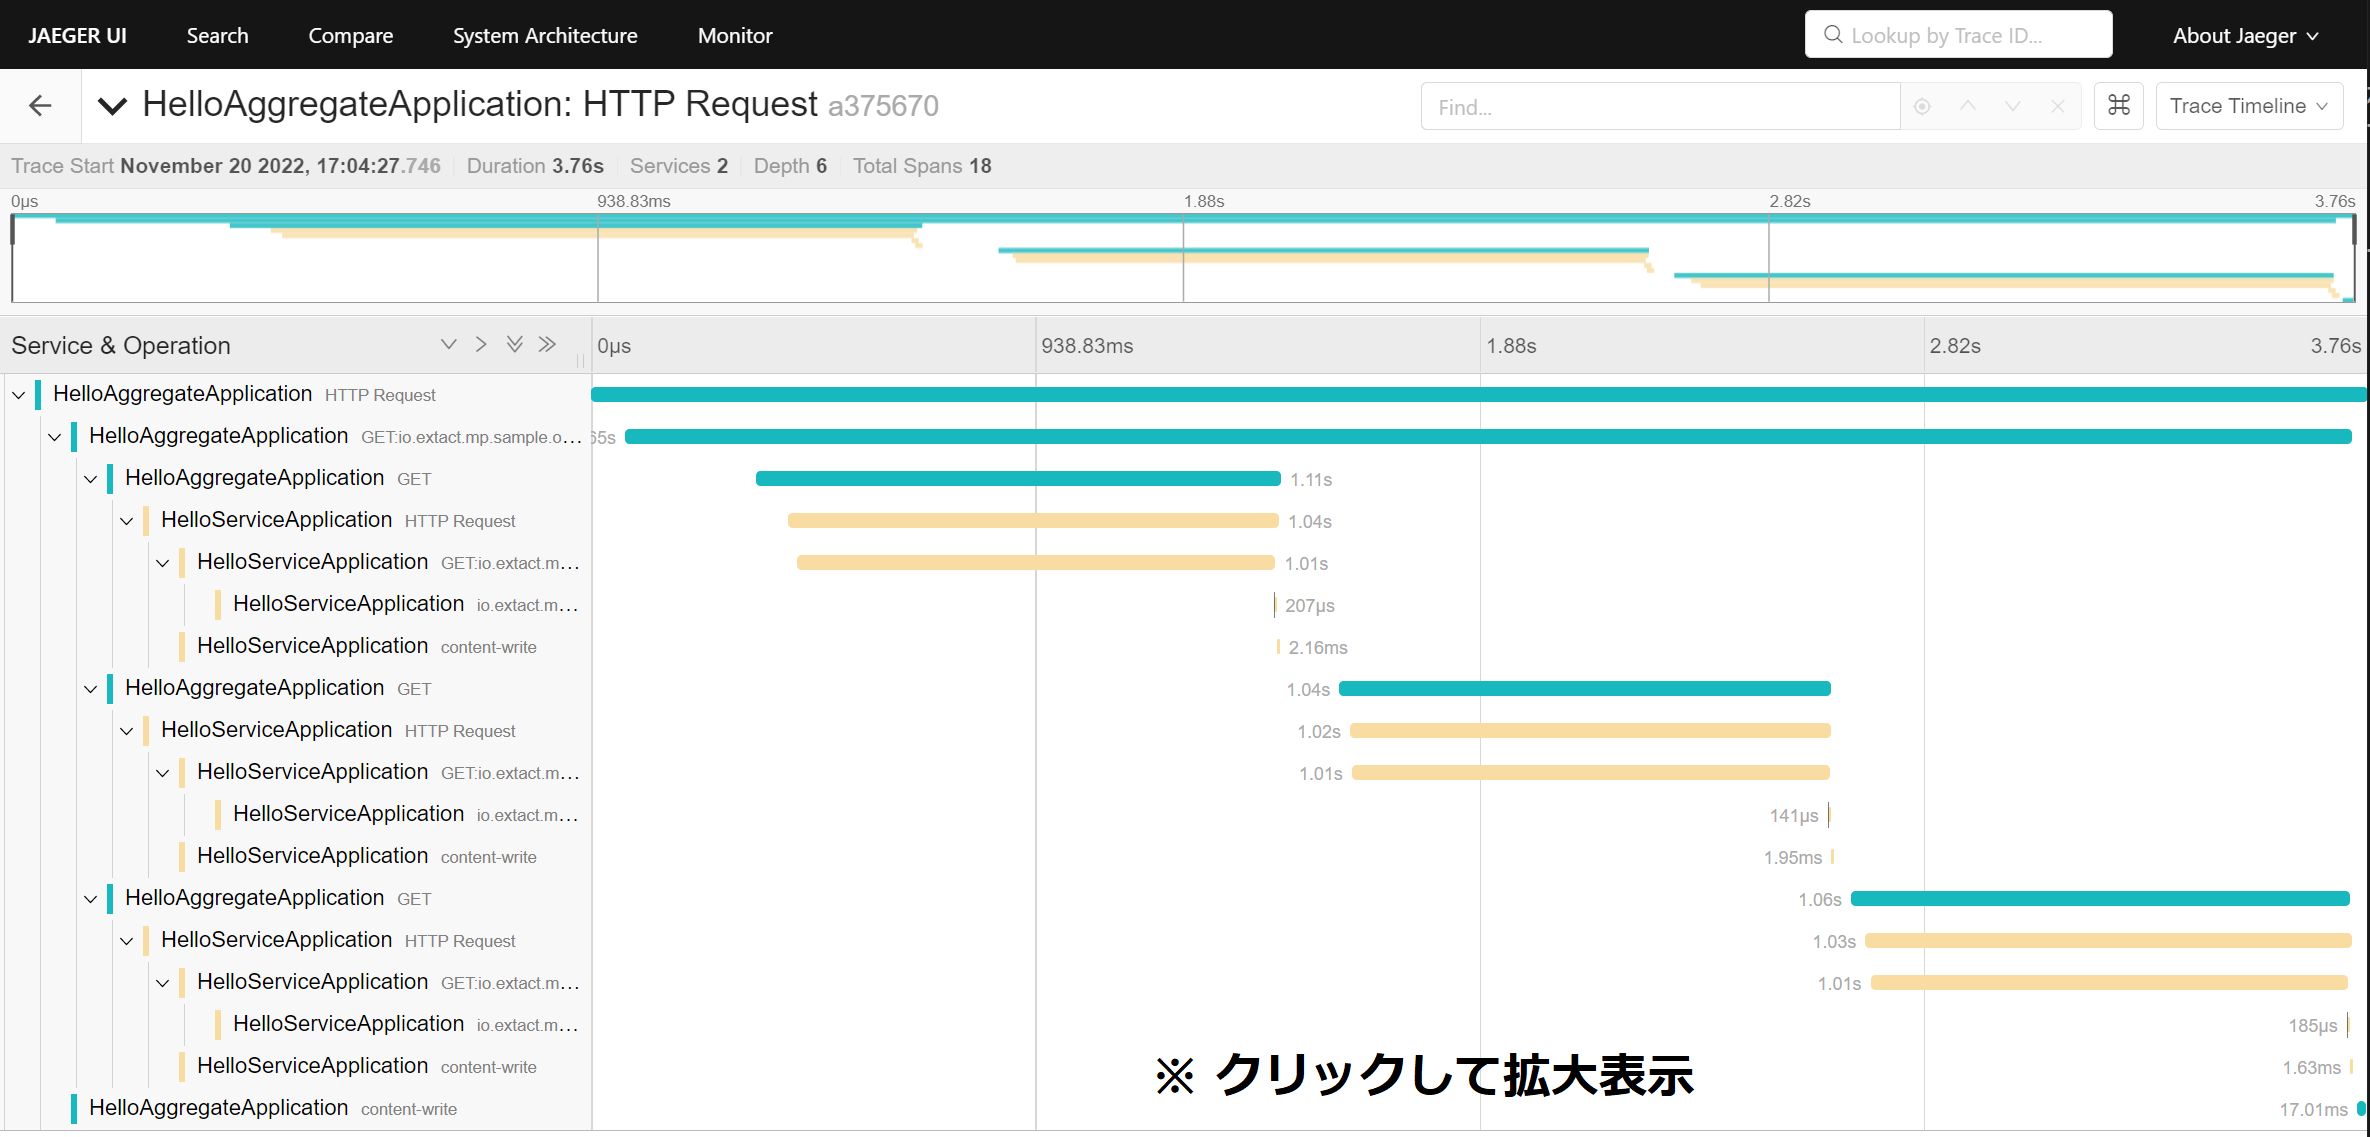 JAEGER UI Search Compare System Architecture Monitor Lookup by Trace ID... About Jaeger
HelloAggregateApplication: HTTP Request a375670 Find... ⌘ Trace Timeline
Trace Start November 20 2022, 17:04:27.746 Duration 3.76s Services 2 Depth 6 Total Spans 18
0μs 938.83ms 1.88s 2.82s 3.76s
Service & Operation 0μs 938.83ms 1.88s 2.82s 3.76s
HelloAggregateApplication HTTP Request
HelloAggregateApplication GET:io.extact.mp.sample.o... 65s
HelloAggregateApplication GET 1.11s
HelloServiceApplication HTTP Request 1.04s
HelloServiceApplication GET:io.extact.m... 1.01s
HelloServiceApplication io.extact.m... 207μs
HelloServiceApplication content-write 2.16ms
HelloAggregateApplication GET 1.04s
HelloServiceApplication HTTP Request 1.02s
HelloServiceApplication GET:io.extact.m... 1.01s
HelloServiceApplication io.extact.m... 141μs
HelloServiceApplication content-write 1.95ms
HelloAggregateApplication GET 1.06s
HelloServiceApplication HTTP Request 1.03s
HelloServiceApplication GET:io.extact.m... 1.01s
HelloServiceApplication io.extact.m... 185μs
HelloServiceApplication content-write 1.63ms
※ クリックして拡大表示
HelloAggregateApplication content-write 17.01ms